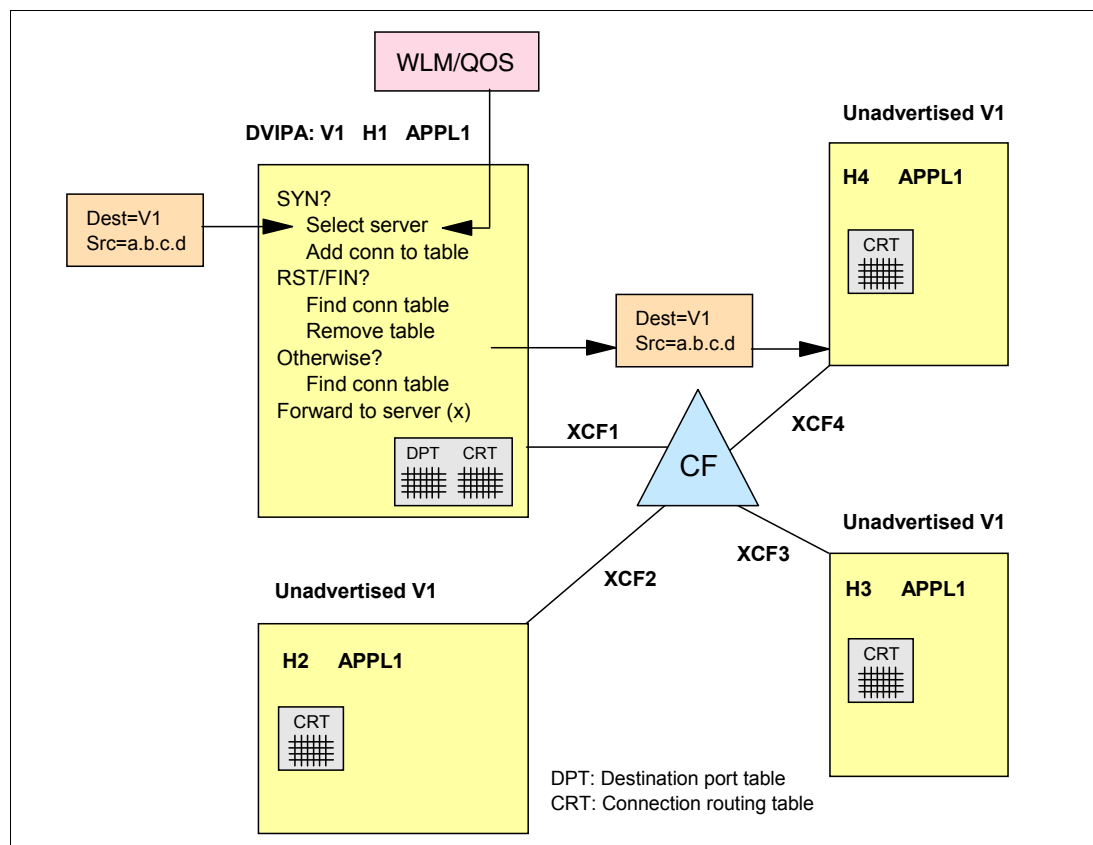 WLM/QOS
DVIPA: V1 H1 APPL1
Dest=V1
Src=a.b.c.d
SYN?
Select server
Add conn to table
RST/FIN?
Find conn table
Remove table
Otherwise?
Find conn table
Forward to server (x)
DPT CRT
Dest=V1
Src=a.b.c.d
Unadvertised V1
H4 APPL1
CRT
XCF1
XCF4
CF
XCF2
XCF3
Unadvertised V1
H3 APPL1
CRT
Unadvertised V1
H2 APPL1
CRT
DPT: Destination port table
CRT: Connection routing table